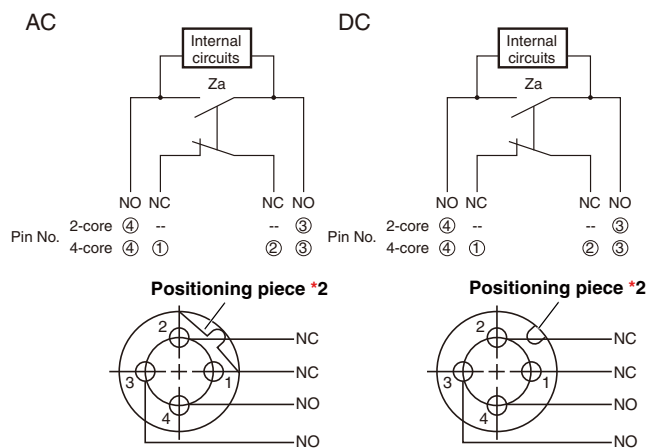 AC
DC
Internal circuits
Internal circuits
Za
Za
NO NC NC NO
NO NC NC NO
Pin No. 2-core ④ -- -- ③
4-core ④ ① ② ③
Pin No. 2-core ④ -- -- ③
4-core ④ ① ② ③
Positioning piece *2
Positioning piece *2
2
NC
3
1
NC
NO
4
NO
2
NC
3
1
NC
NO
4
NO